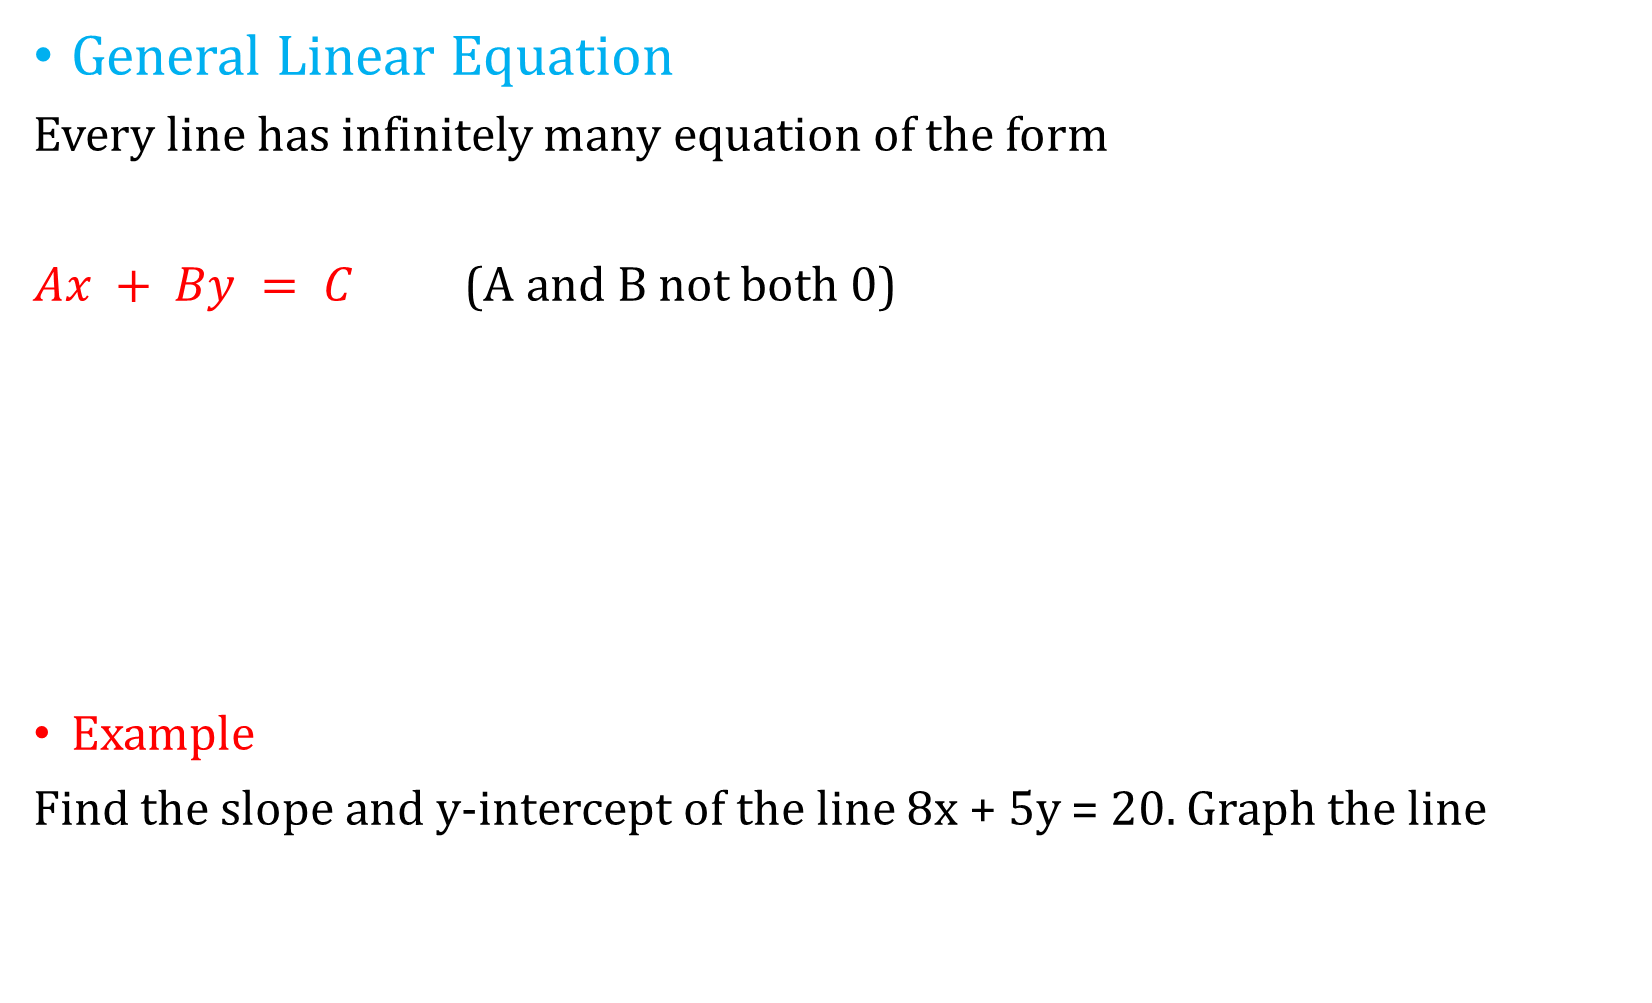 • General Linear Equation
Every line has infinitely many equation of the form
Ax + By = C (A and B not both 0)
• Example
Find the slope and y-intercept of the line 8x + 5y = 20. Graph the line